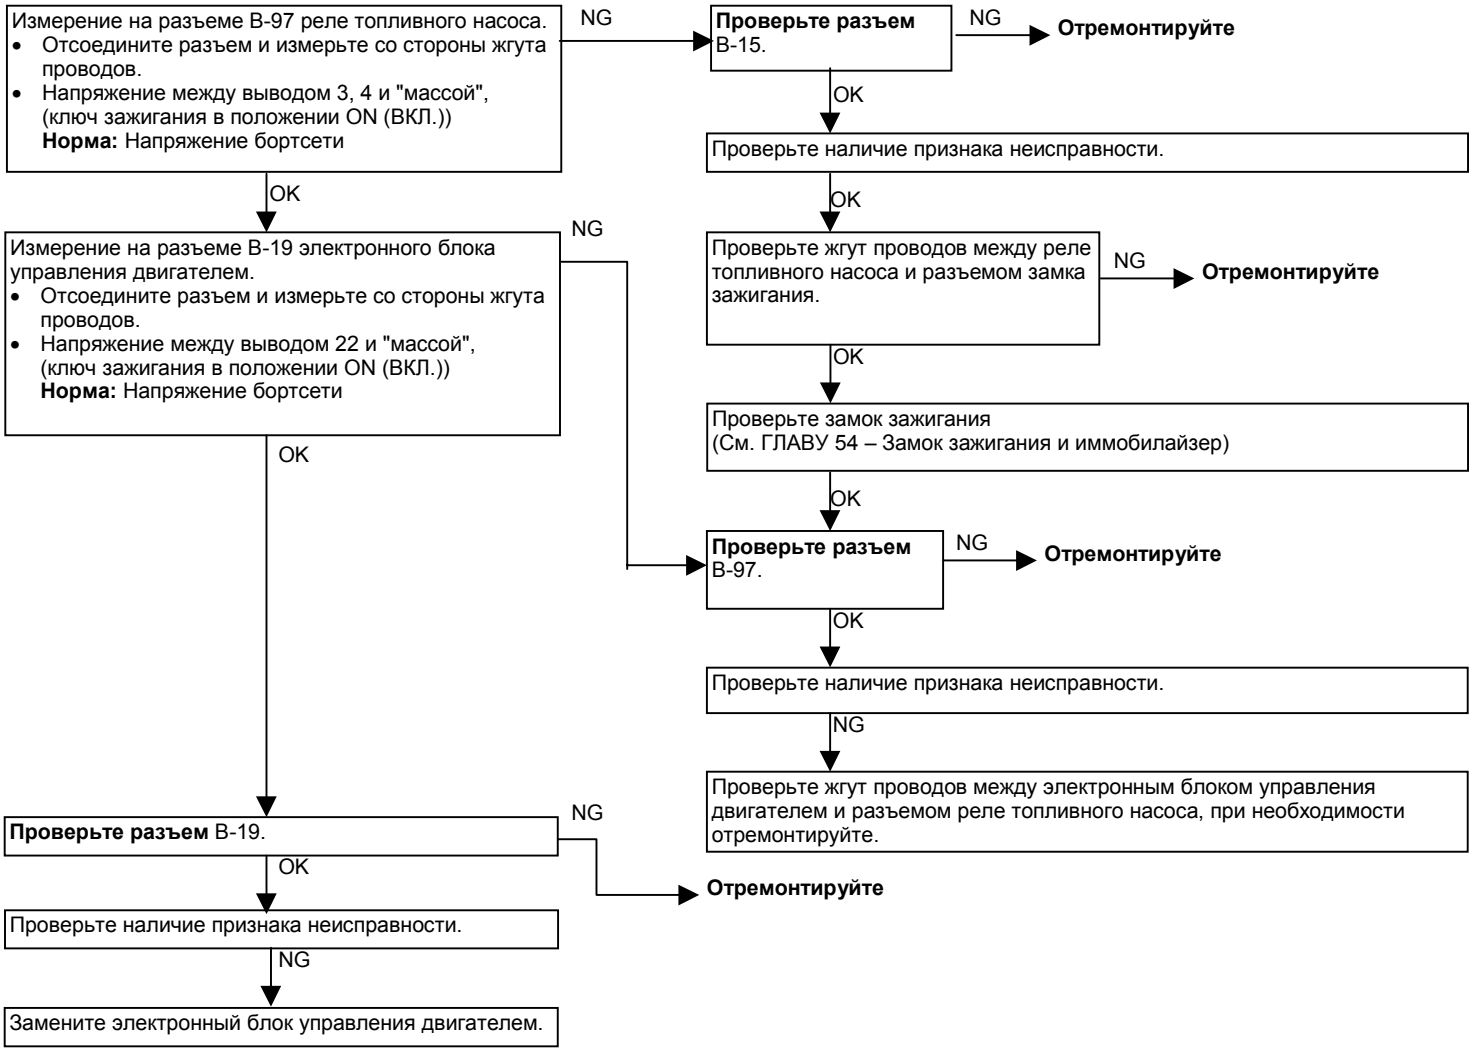 Измерение на разъеме B-97 реле топливного насоса.
• Отсоедините разъем и измерьте со стороны жгута
проводов.
• Напряжение между выводом 3, 4 и "массой",
(ключ зажигания в положении ON (ВКЛ.))
Норма: Напряжение бортсети
NG
Проверьте разъем
B-15.
NG
Отремонтируйте
OK
Проверьте наличие признака неисправности.
OK
OK
Измерение на разъеме B-19 электронного блока
управления двигателем.
• Отсоедините разъем и измерьте со стороны жгута
проводов.
• Напряжение между выводом 22 и "массой",
(ключ зажигания в положении ON (ВКЛ.))
Норма: Напряжение бортсети
NG
Проверьте жгут проводов между реле
топливного насоса и разъемом замка
зажигания.
NG
Отремонтируйте
OK
Проверьте замок зажигания
(См. ГЛАВУ 54 – Замок зажигания и иммобилайзер)
OK
OK
Проверьте разъем
B-97.
NG
Отремонтируйте
OK
Проверьте наличие признака неисправности.
NG
Проверьте жгут проводов между электронным блоком управления
двигателем и разъемом реле топливного насоса, при необходимости
отремонтируйте.
Проверьте разъем B-19.
NG
Отремонтируйте
OK
Проверьте наличие признака неисправности.
NG
Замените электронный блок управления двигателем.